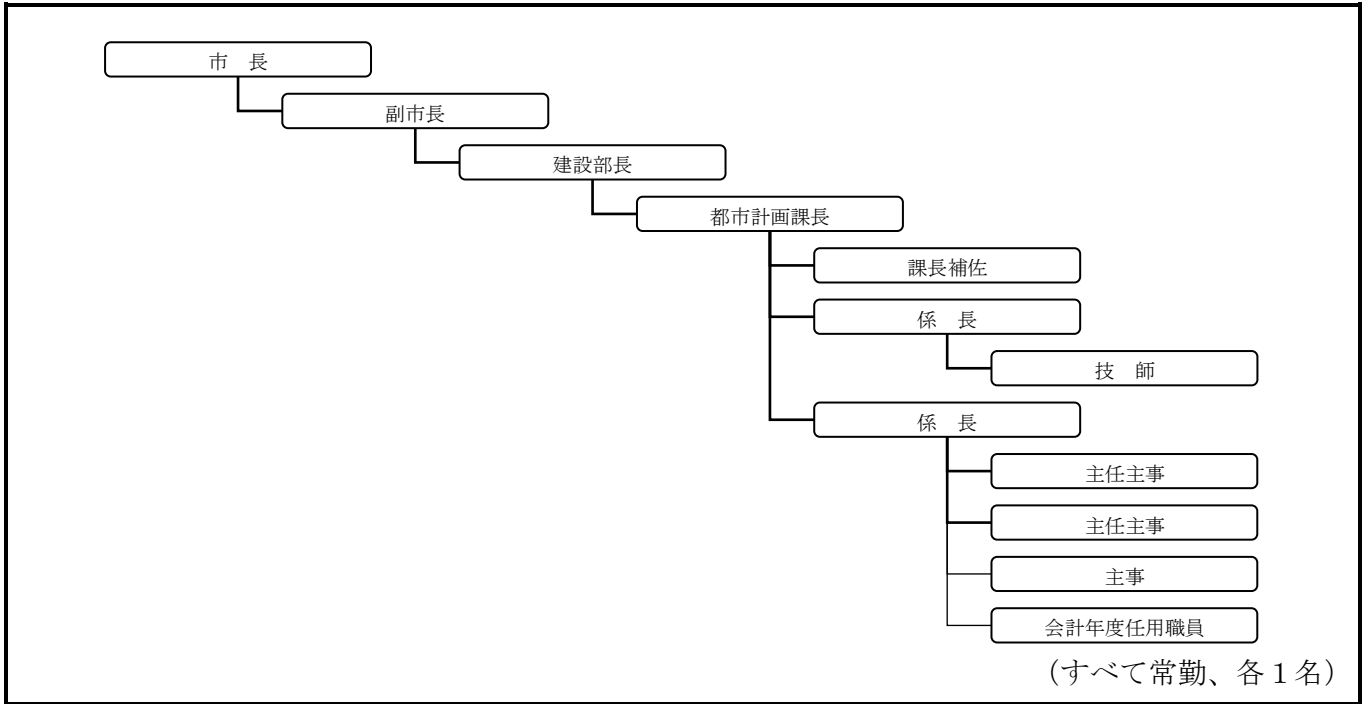 市　長
副市長
建設部長
都市計画課長
課長補佐
係　長
技　師
係　長
主任主事
主任主事
主事
会計年度任用職員
（すべて常勤、各１名）